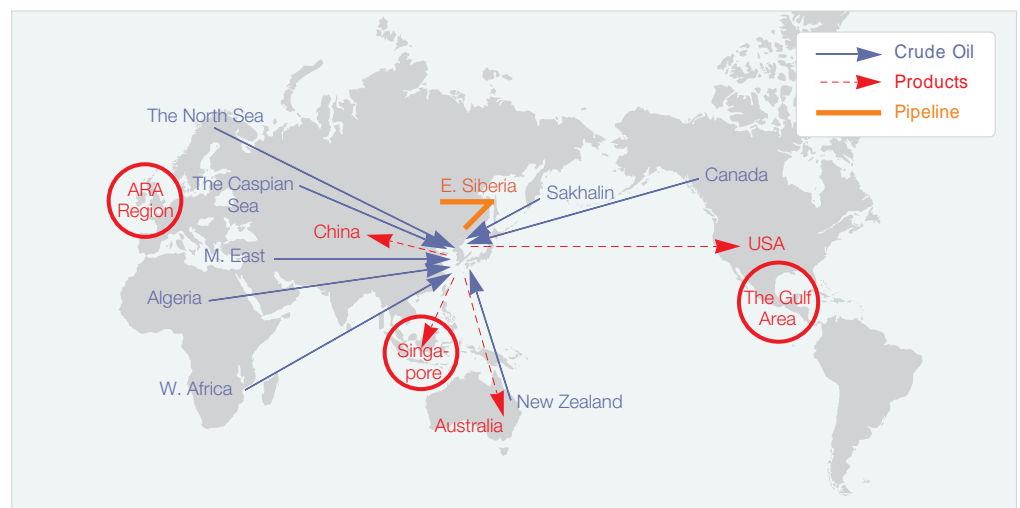 Crude Oil
Products
Pipeline
The North Sea
ARA
Region
The Caspian
Sea
E. Siberia
Sakhalin
Canada
China
M. East
USA
Algeria
The Gulf
Area
Singa-
pore
W. Africa
New Zealand
Australia